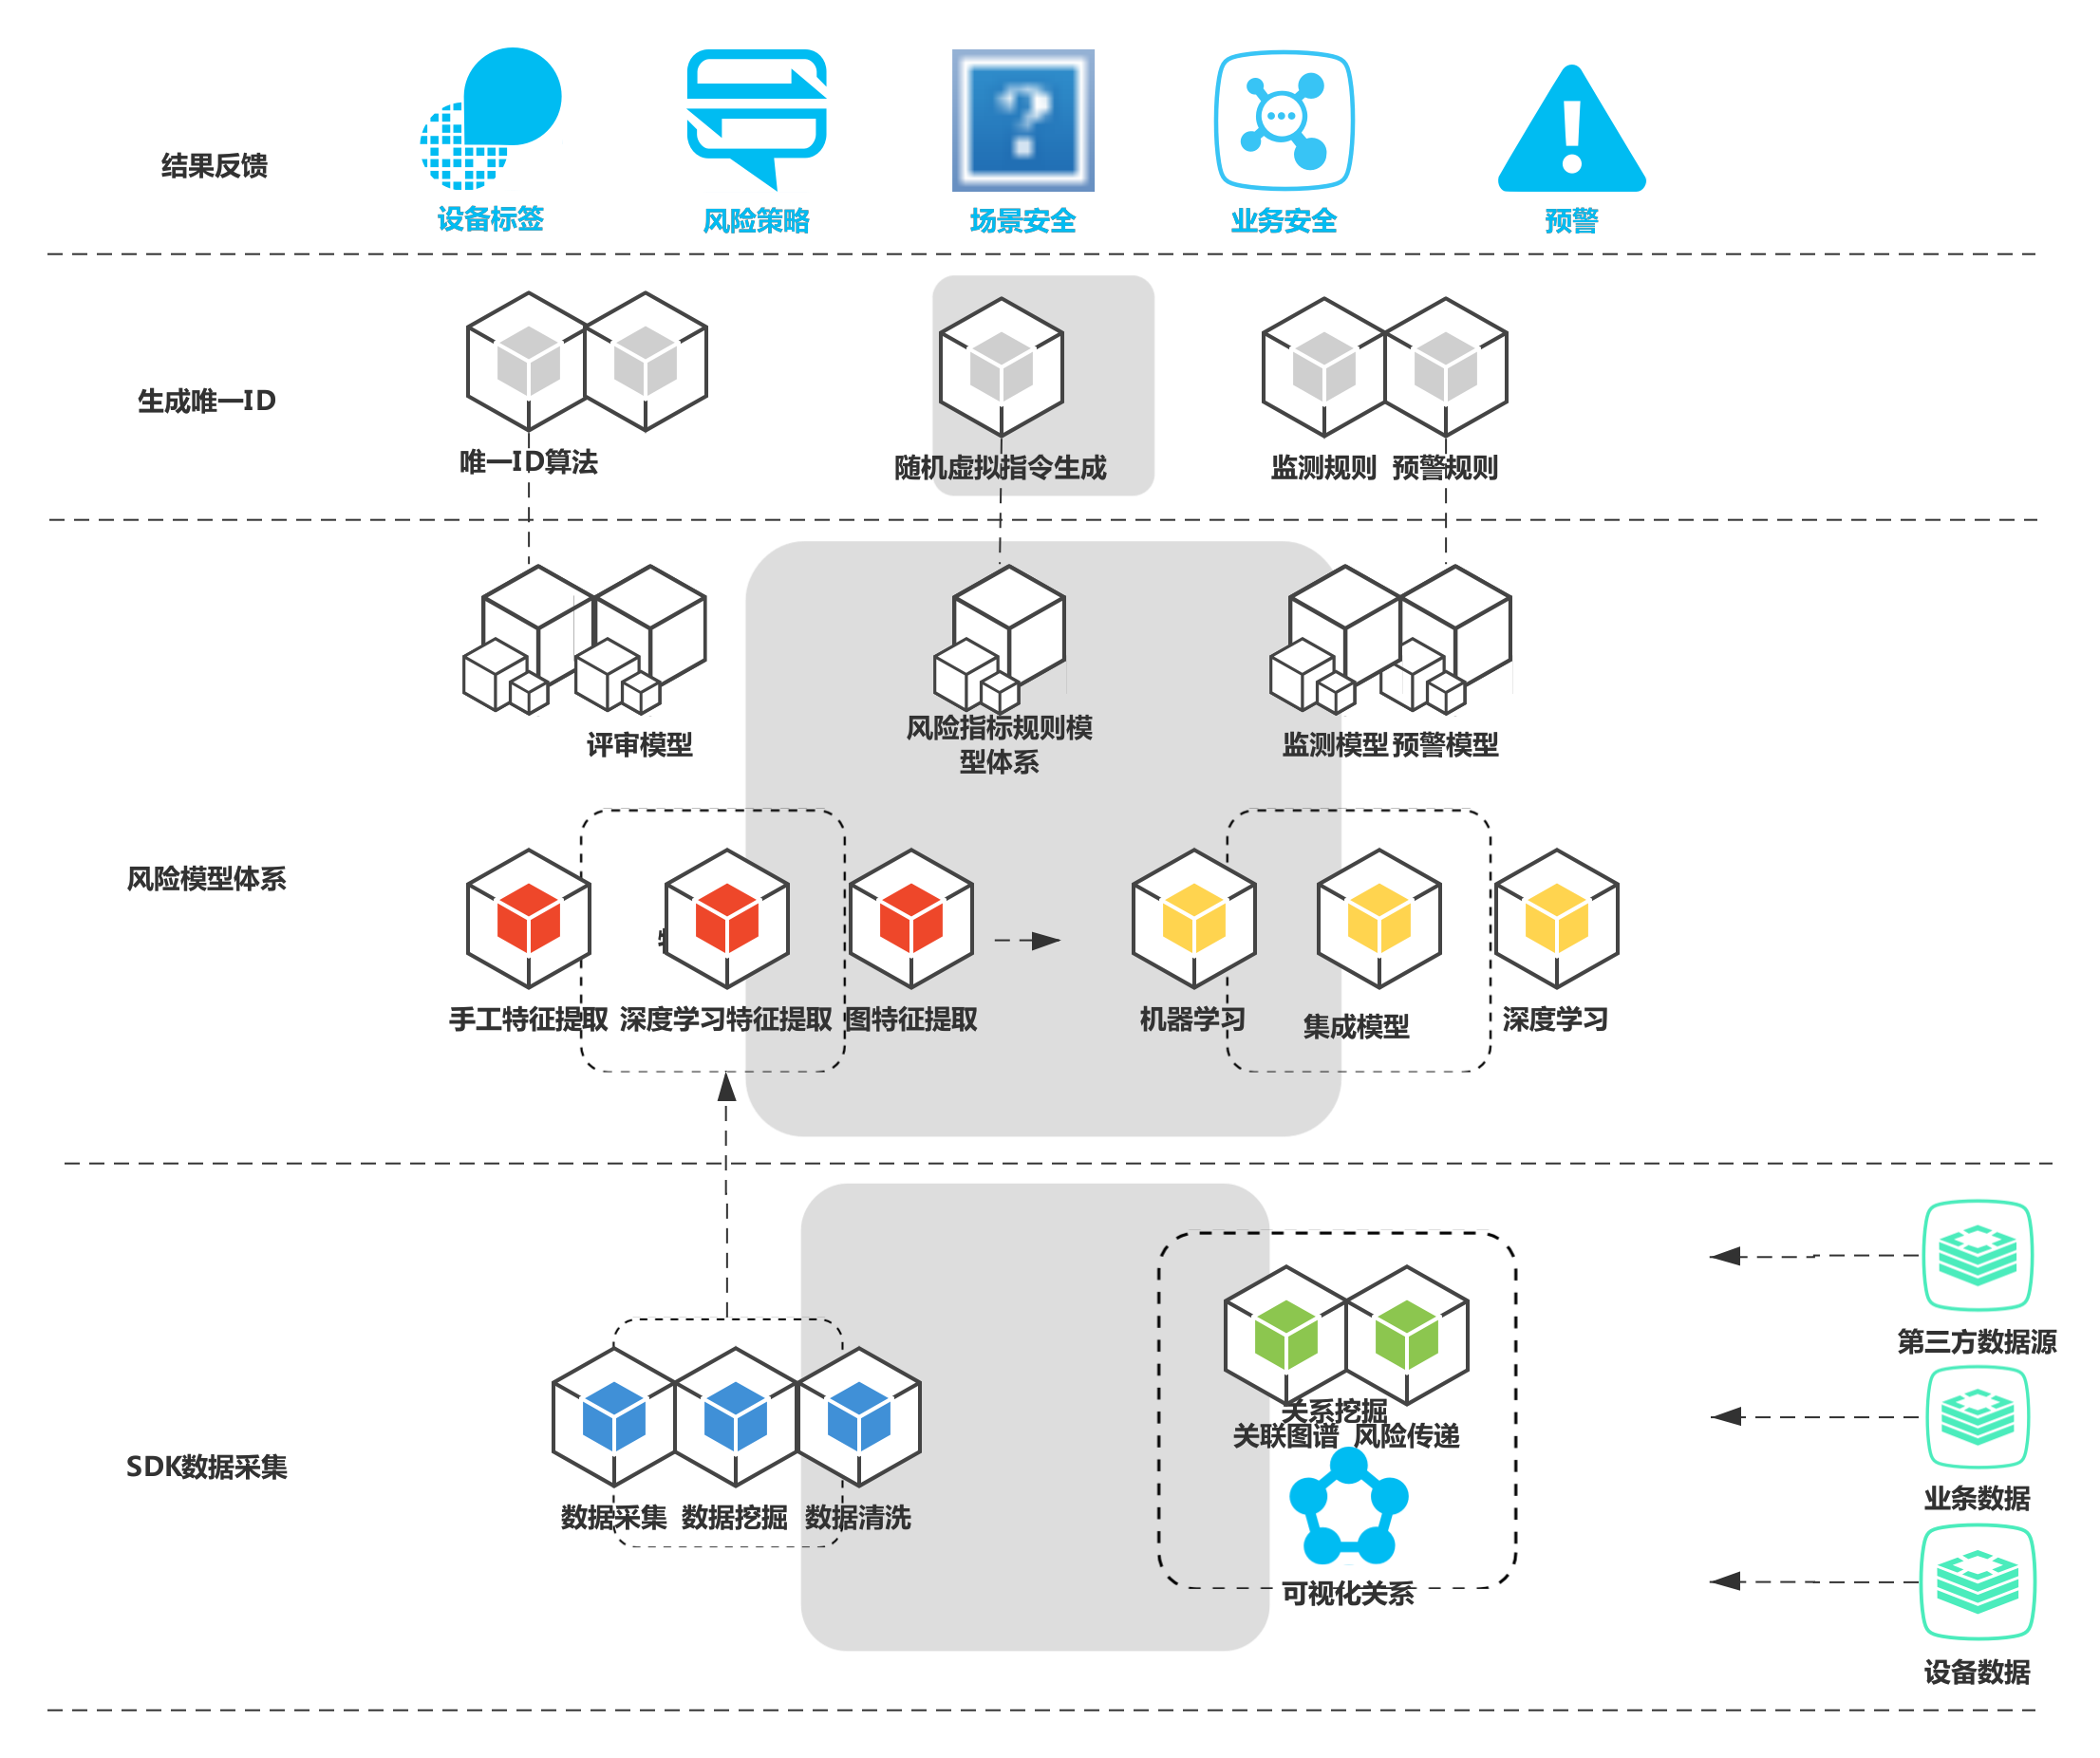 结果反馈
设备标签
风险策略
场景安全
业务安全
预警
生成唯一ID
唯一ID算法
随机虚拟指令生成
监测规则
预警规则
评审模型
风险指标规则模
型体系
监测模型
预警模型
风险模型体系
手工特征提取
深度学习特征提取
图特征提取
机器学习
集成模型
深度学习
SDK数据采集
数据采集
数据挖掘
数据清洗
关系挖掘
关联图谱
风险传递
可视化关系
第三方数据源
业条数据
设备数据